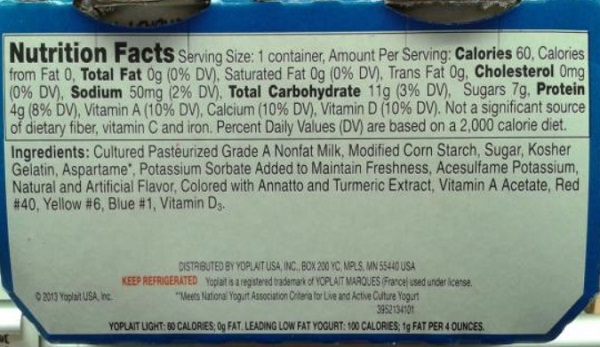 Nutrition Facts Serving Size: 1 container, Amount Per Serving: Calories 60, Calories
from Fat 0, Total Fat 0g (0% DV), Saturated Fat 0g (0% DV), Trans Fat 0g, Cholesterol 0mg
(0% DV), Sodium 50mg (2% DV), Total Carbohydrate 11g (3% DV), Sugars 7g, Protein
4g (8% DV), Vitamin A (10% DV), Calcium (10% DV), Vitamin D (10% DV). Not a significant source
of dietary fiber, vitamin C and iron. Percent Daily Values (DV) are based on a 2,000 calorie diet.
Ingredients: Cultured Pasteurized Grade A Nonfat Milk, Modified Corn Starch, Sugar, Kosher
Gelatin, Aspartame*, Potassium Sorbate Added to Maintain Freshness, Acesulfame Potassium,
Natural and Artificial Flavor, Colored with Annatto and Turmeric Extract, Vitamin A Acetate, Red
#40, Yellow #6, Blue #1, Vitamin D3.
DISTRIBUTED BY YOPLAIT USA, INC., BOX 200 YC, MPLS, MN 55440 USA
KEEP REFRIGERATED Yoplait is a registered trademark of YOPLAIT MARQUES (France) used under license.
© 2013 Yoplait USA, Inc. **Meets National Yogurt Association Criteria for Live and Active Culture Yogurt
3952134101
YOPLAIT LIGHT: 60 CALORIES; 0g FAT. LEADING LOW FAT YOGURT: 100 CALORIES; 1g FAT PER 4 OUNCES.